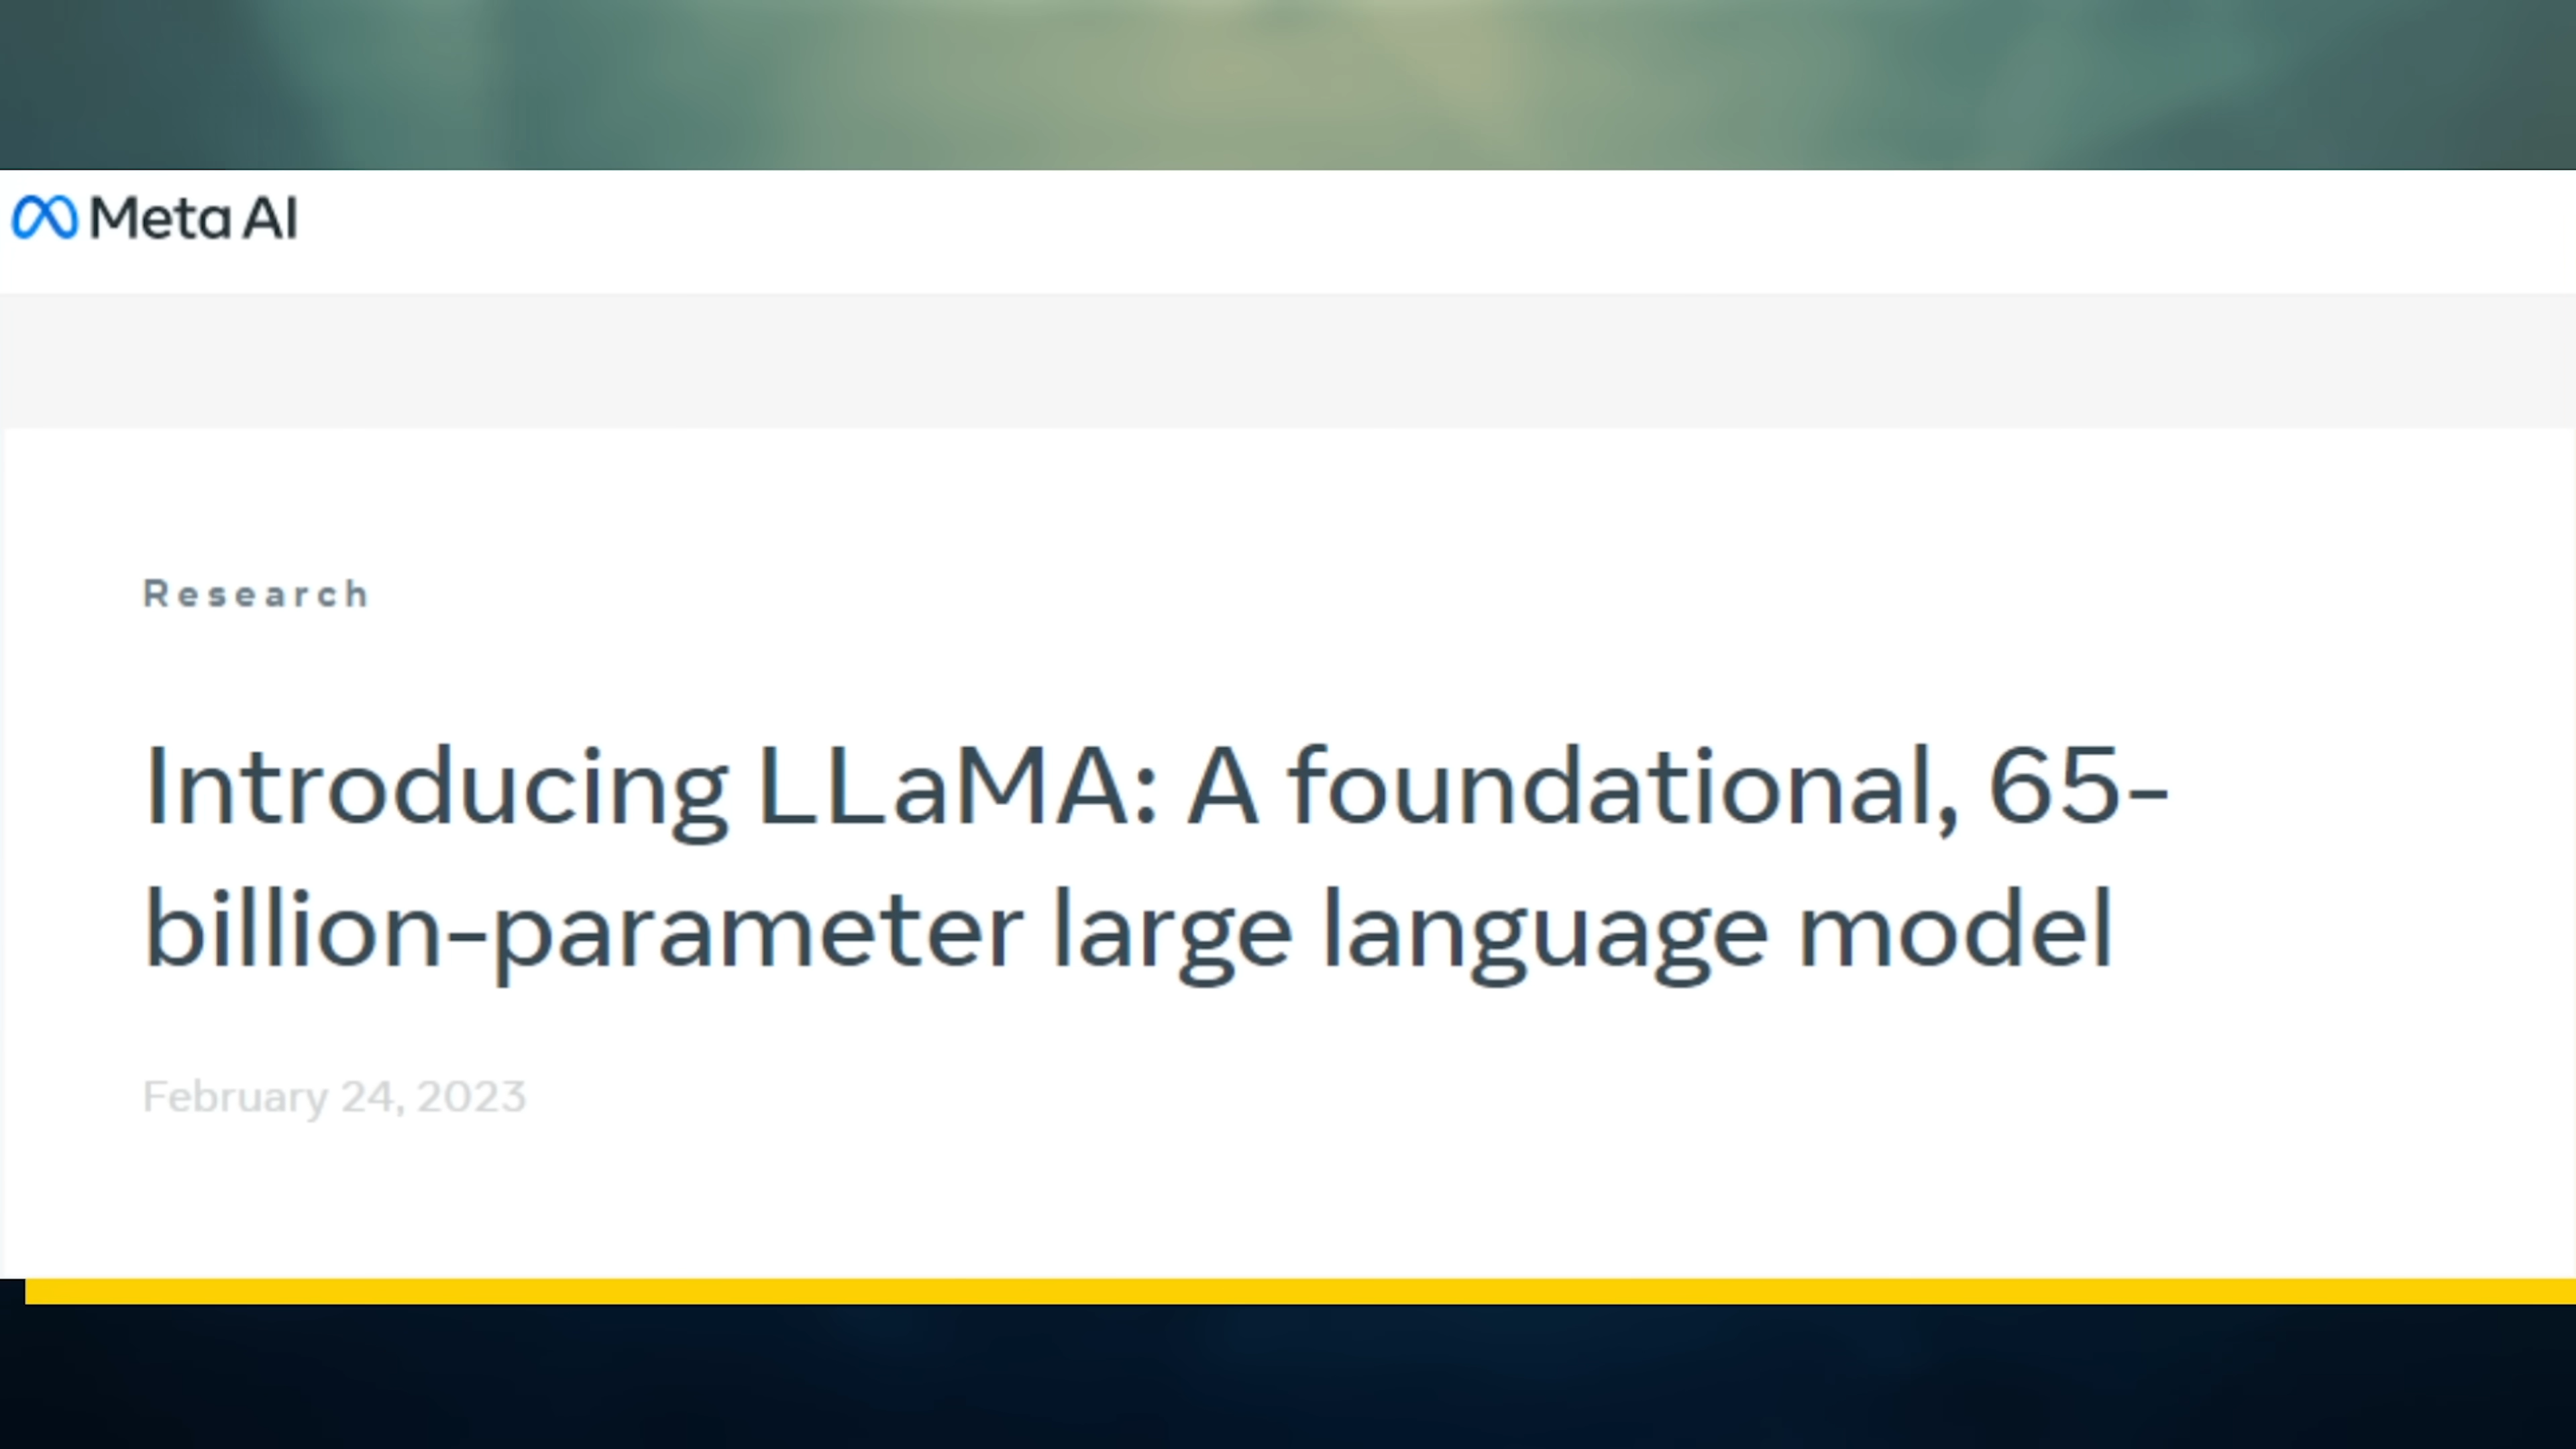 Meta AI
Research
Introducing LLaMA: A foundational, 65-
billion-parameter large language model
February 24, 2023